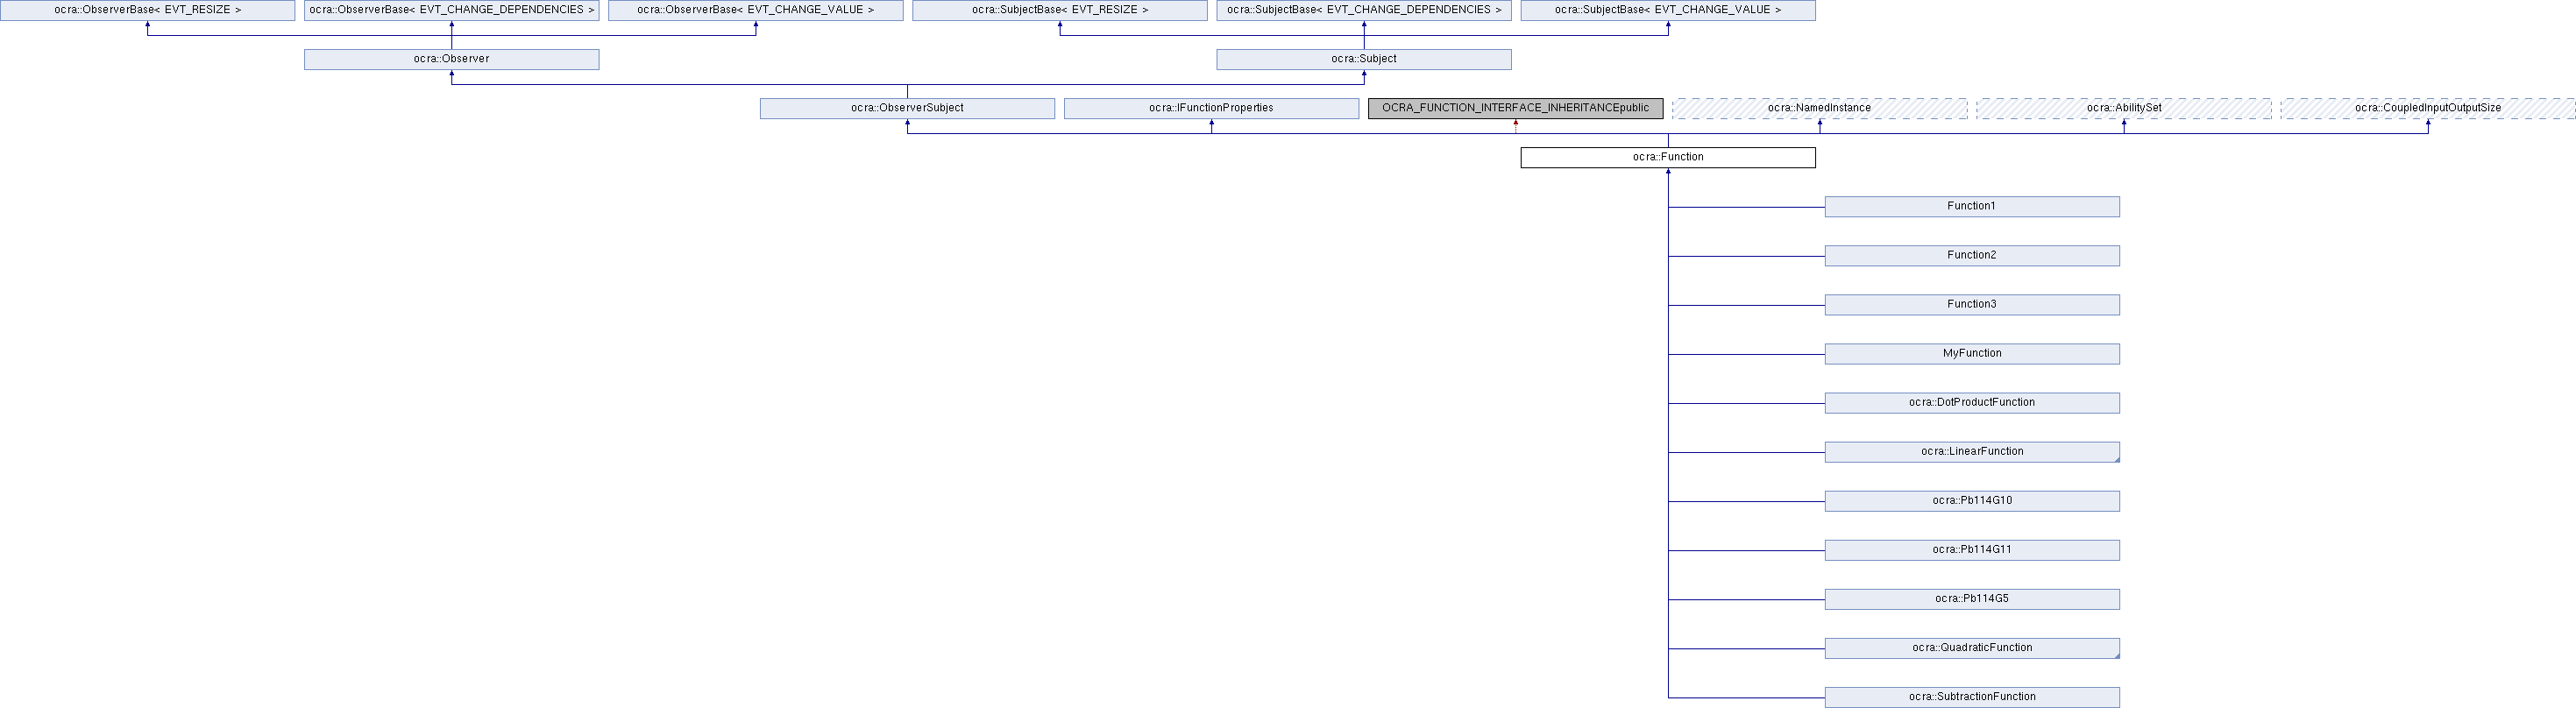 ocra::ObserverBase< EVT_RESIZE >
ocra::ObserverBase< EVT_CHANGE_DEPENDENCIES >
ocra::ObserverBase< EVT_CHANGE_VALUE >
ocra::SubjectBase< EVT_RESIZE >
ocra::SubjectBase< EVT_CHANGE_DEPENDENCIES >
ocra::SubjectBase< EVT_CHANGE_VALUE >
ocra::Observer
ocra::Subject
ocra::ObserverSubject
ocra::IFunctionProperties
OCRA_FUNCTION_INTERFACE_INHERITANCEpublic
ocra::NamedInstance
ocra::AbilitySet
ocra::CoupledInputOutputSize
ocra::Function
Function1
Function2
Function3
MyFunction
ocra::DotProductFunction
ocra::LinearFunction
ocra::Pb114G10
ocra::Pb114G11
ocra::Pb114G5
ocra::QuadraticFunction
ocra::SubtractionFunction